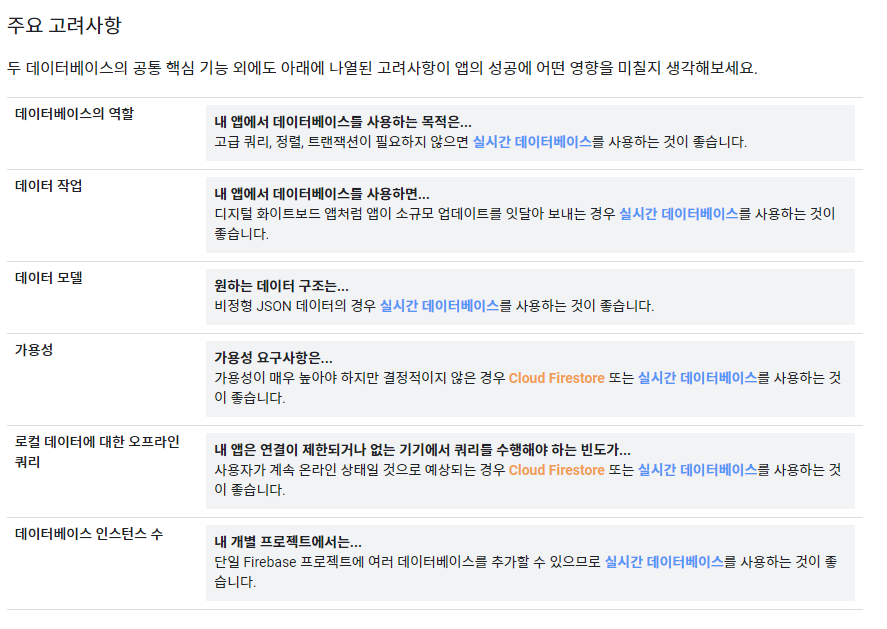 주요 고려사항
두 데이터베이스의 공통 핵심 기능 외에도 아래에 나열된 고려사항이 앱의 성공에 어떤 영향을 미칠지 생각해보세요.
데이터베이스의 역할
내 앱에서 데이터베이스를 사용하는 목적은...
고급 쿼리, 정렬, 트랜잭션이 필요하지 않으면 실시간 데이터베이스를 사용하는 것이 좋습니다.
데이터 작업
내 앱에서 데이터베이스를 사용하면...
디지털 화이트보드 앱처럼 앱이 소규모 업데이트를 잇달아 보내는 경우 실시간 데이터베이스를 사용하는 것이
좋습니다.
데이터 모델
원하는 데이터 구조는...
비정형 JSON 데이터의 경우 실시간 데이터베이스를 사용하는 것이 좋습니다.
가용성
가용성 요구사항은...
가용성이 매우 높아야 하지만 결정적이지 않은 경우 Cloud Firestore 또는 실시간 데이터베이스를 사용하는 것
이 좋습니다.
로컬 데이터에 대한 오프라인
쿼리
내 앱은 연결이 제한되거나 없는 기기에서 쿼리를 수행해야 하는 빈도가...
사용자가 계속 온라인 상태일 것으로 예상되는 경우 Cloud Firestore 또는 실시간 데이터베이스를 사용하는 것
이 좋습니다.
데이터베이스 인스턴스 수
내 개별 프로젝트에서는...
단일 Firebase 프로젝트에 여러 데이터베이스를 추가할 수 있으므로 실시간 데이터베이스를 사용하는 것이 좋
습니다.